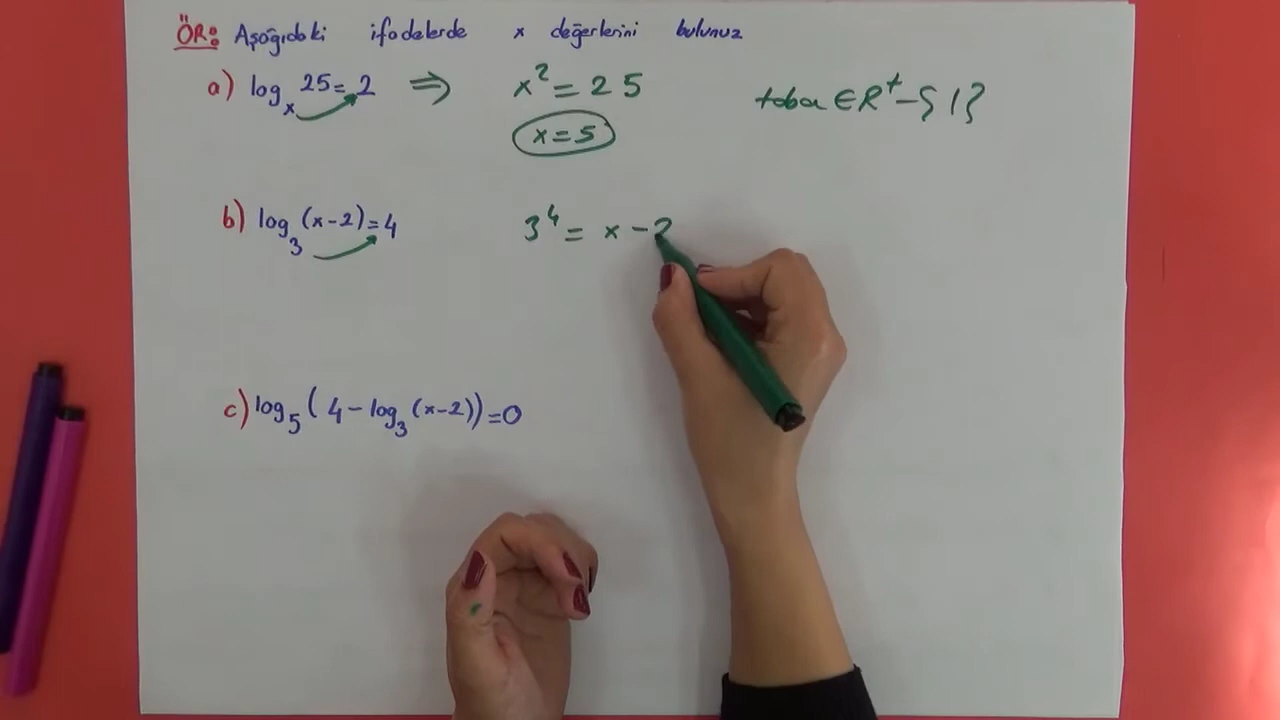 ÖR: Aşağıdaki ifadelerde x değerlerini bulunuz
a) log_x 25 = 2 ⇒ x² = 25 taban ∈ R⁺ - {1}
x = 5
b) log_3 (x-2) = 4 3⁴ = x - 2
c) log_5 (4 - log_3 (x-2)) = 0